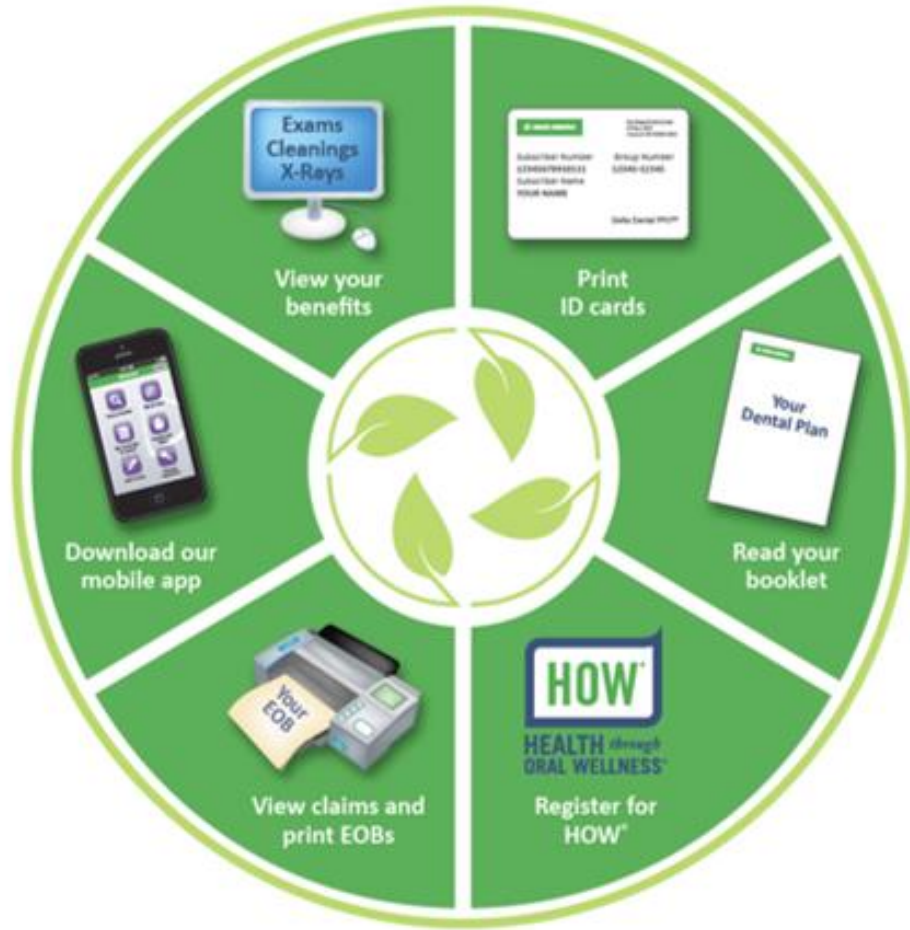 Exams
Cleanings
X-Rays
View your
benefits
Subscriber Number
Group Number
Subscriber Name
YOUR NAME
Print
ID cards
Your
Dental Plan
Read your
booklet
HOW®
HEALTH through
ORAL WELLNESS®
Register for
HOW®
Your
EOB
View claims and
print EOBs
Download our
mobile app